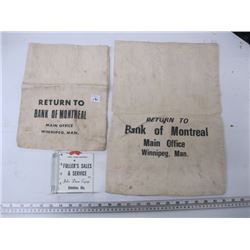 RETURN TO
BANK OF MONTREAL
MAIN OFFICE
WINNIPEG, MAN.
RETURN TO
Bank of Montreal
Main Office
Winnipeg, Man.
FULLER'S SALES
& SERVICE